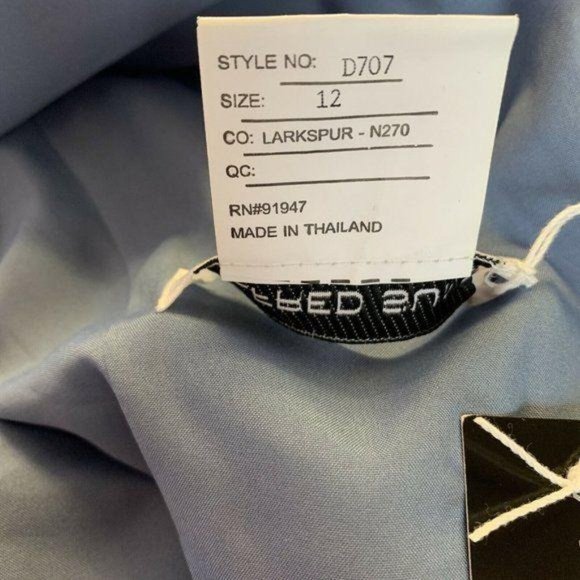 STYLE NO: D707
SIZE: 12
CO: LARKSPUR - N270
QC:
RN#91947
MADE IN THAILAND